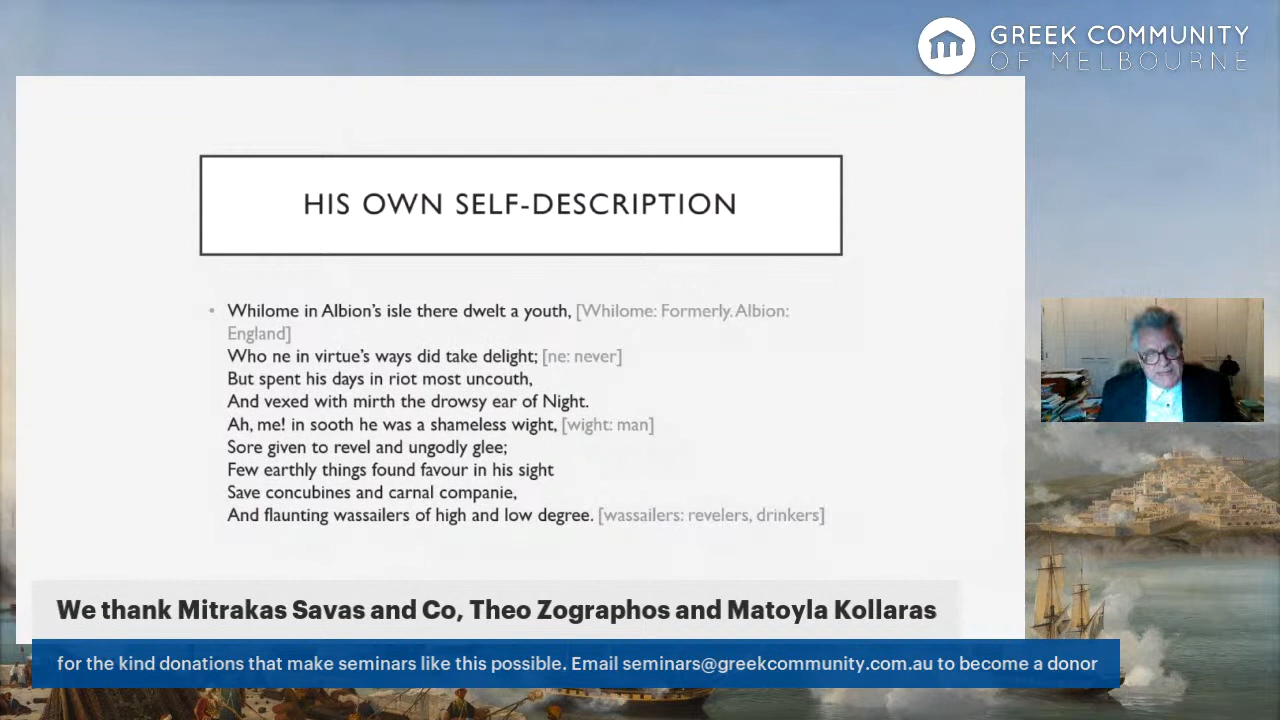 GREEK COMMUNITY
OF MELBOURNE
HIS OWN SELF-DESCRIPTION
• Whilome in Albion's isle there dwelt a youth, [Whilome: Formerly. Albion:
England]
Who ne in virtue's ways did take delight; [ne: never]
But spent his days in riot most uncouth,
And vexed with mirth the drowsy ear of Night.
Ah, me! in sooth he was a shameless wight, [wight: man]
Sore given to revel and ungodly glee;
Few earthly things found favour in his sight
Save concubines and carnal companie,
And flaunting wassailers of high and low degree. [wassailers: revelers, drinkers]
We thank Mitrakas Savas and Co, Theo Zographos and Matoyla Kollaras
for the kind donations that make seminars like this possible. Email seminars@greekcommunity.com.au to become a donor